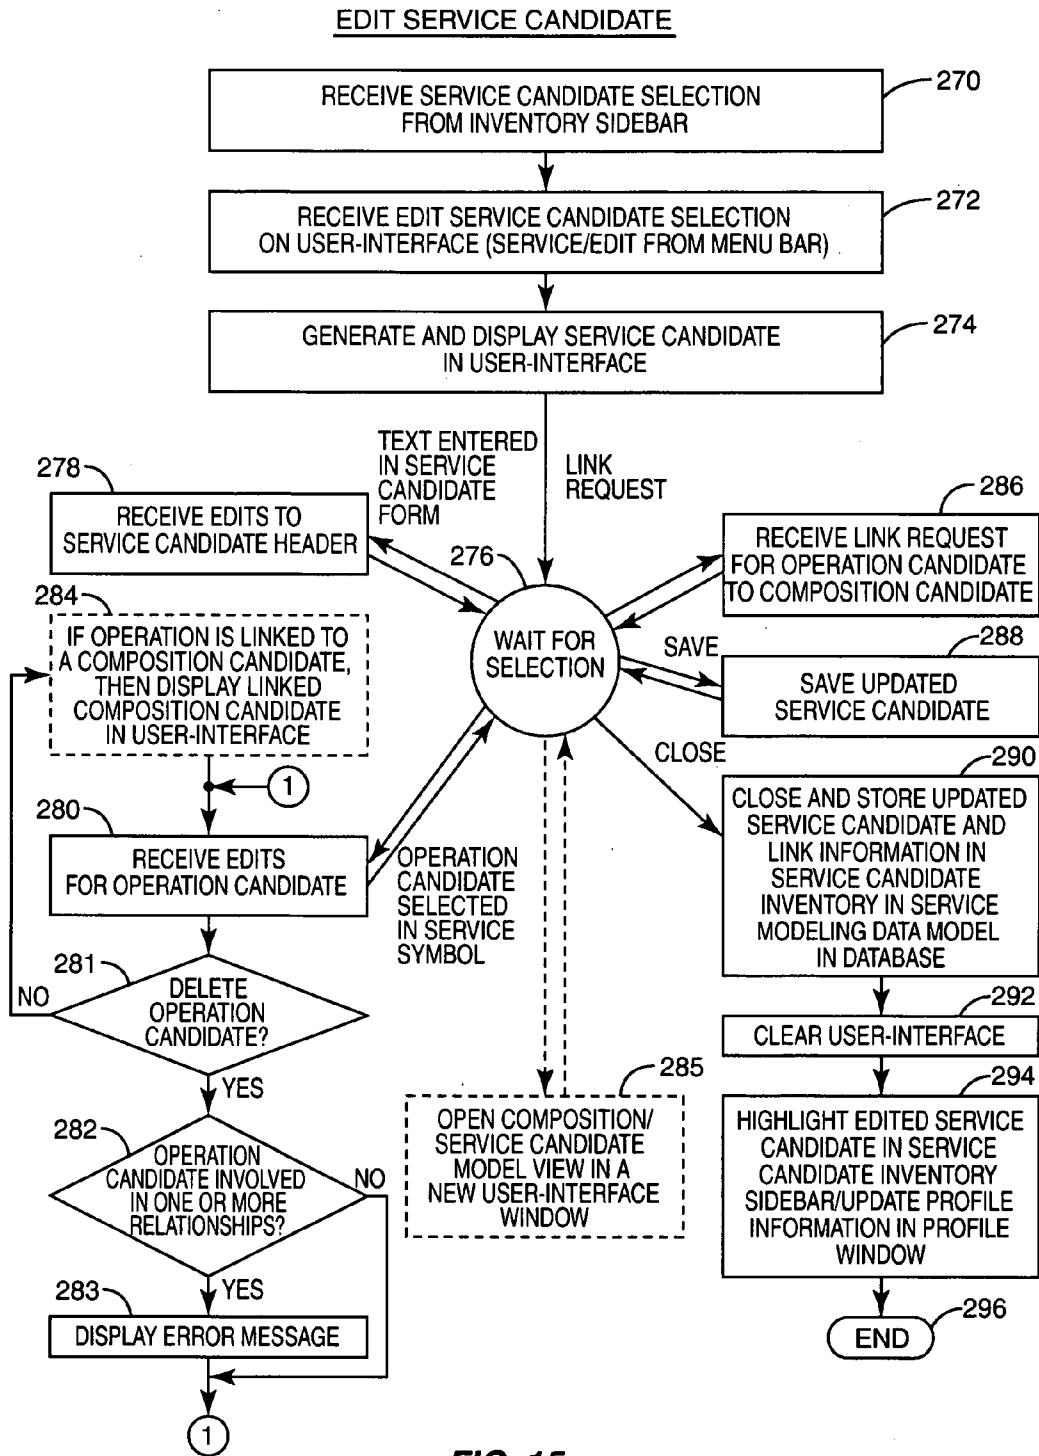 EDIT SERVICE CANDIDATE
270
RECEIVE SERVICE CANDIDATE SELECTION
FROM INVENTORY SIDEBAR
272
RECEIVE EDIT SERVICE CANDIDATE SELECTION
ON USER-INTERFACE (SERVICE/EDIT FROM MENU BAR)
274
GENERATE AND DISPLAY SERVICE CANDIDATE
IN USER-INTERFACE
TEXT ENTERED
IN SERVICE
CANDIDATE
FORM
LINK
REQUEST
278
RECEIVE EDITS TO
SERVICE CANDIDATE HEADER
276
WAIT FOR
SELECTION
286
RECEIVE LINK REQUEST
FOR OPERATION CANDIDATE
TO COMPOSITION CANDIDATE
284
IF OPERATION IS LINKED TO
A COMPOSITION CANDIDATE,
THEN DISPLAY LINKED
COMPOSITION CANDIDATE
IN USER-INTERFACE
SAVE
288
SAVE UPDATED
SERVICE CANDIDATE
CLOSE
290
CLOSE AND STORE UPDATED
SERVICE CANDIDATE AND
LINK INFORMATION IN
SERVICE CANDIDATE
INVENTORY IN SERVICE
MODELING DATA MODEL
IN DATABASE
1
280
RECEIVE EDITS
FOR OPERATION CANDIDATE
OPERATION
CANDIDATE
SELECTED
IN SERVICE
SYMBOL
281
NO
DELETE
OPERATION
CANDIDATE?
YES
292
CLEAR USER-INTERFACE
282
OPERATION
CANDIDATE INVOLVED
IN ONE OR MORE
RELATIONSHIPS?
NO
YES
285
OPEN COMPOSITION/
SERVICE CANDIDATE
MODEL VIEW IN A
NEW USER-INTERFACE
WINDOW
294
HIGHLIGHT EDITED SERVICE
CANDIDATE IN SERVICE
CANDIDATE INVENTORY
SIDEBAR/UPDATE PROFILE
INFORMATION IN PROFILE
WINDOW
283
DISPLAY ERROR MESSAGE
296
END
1
FIG. 15